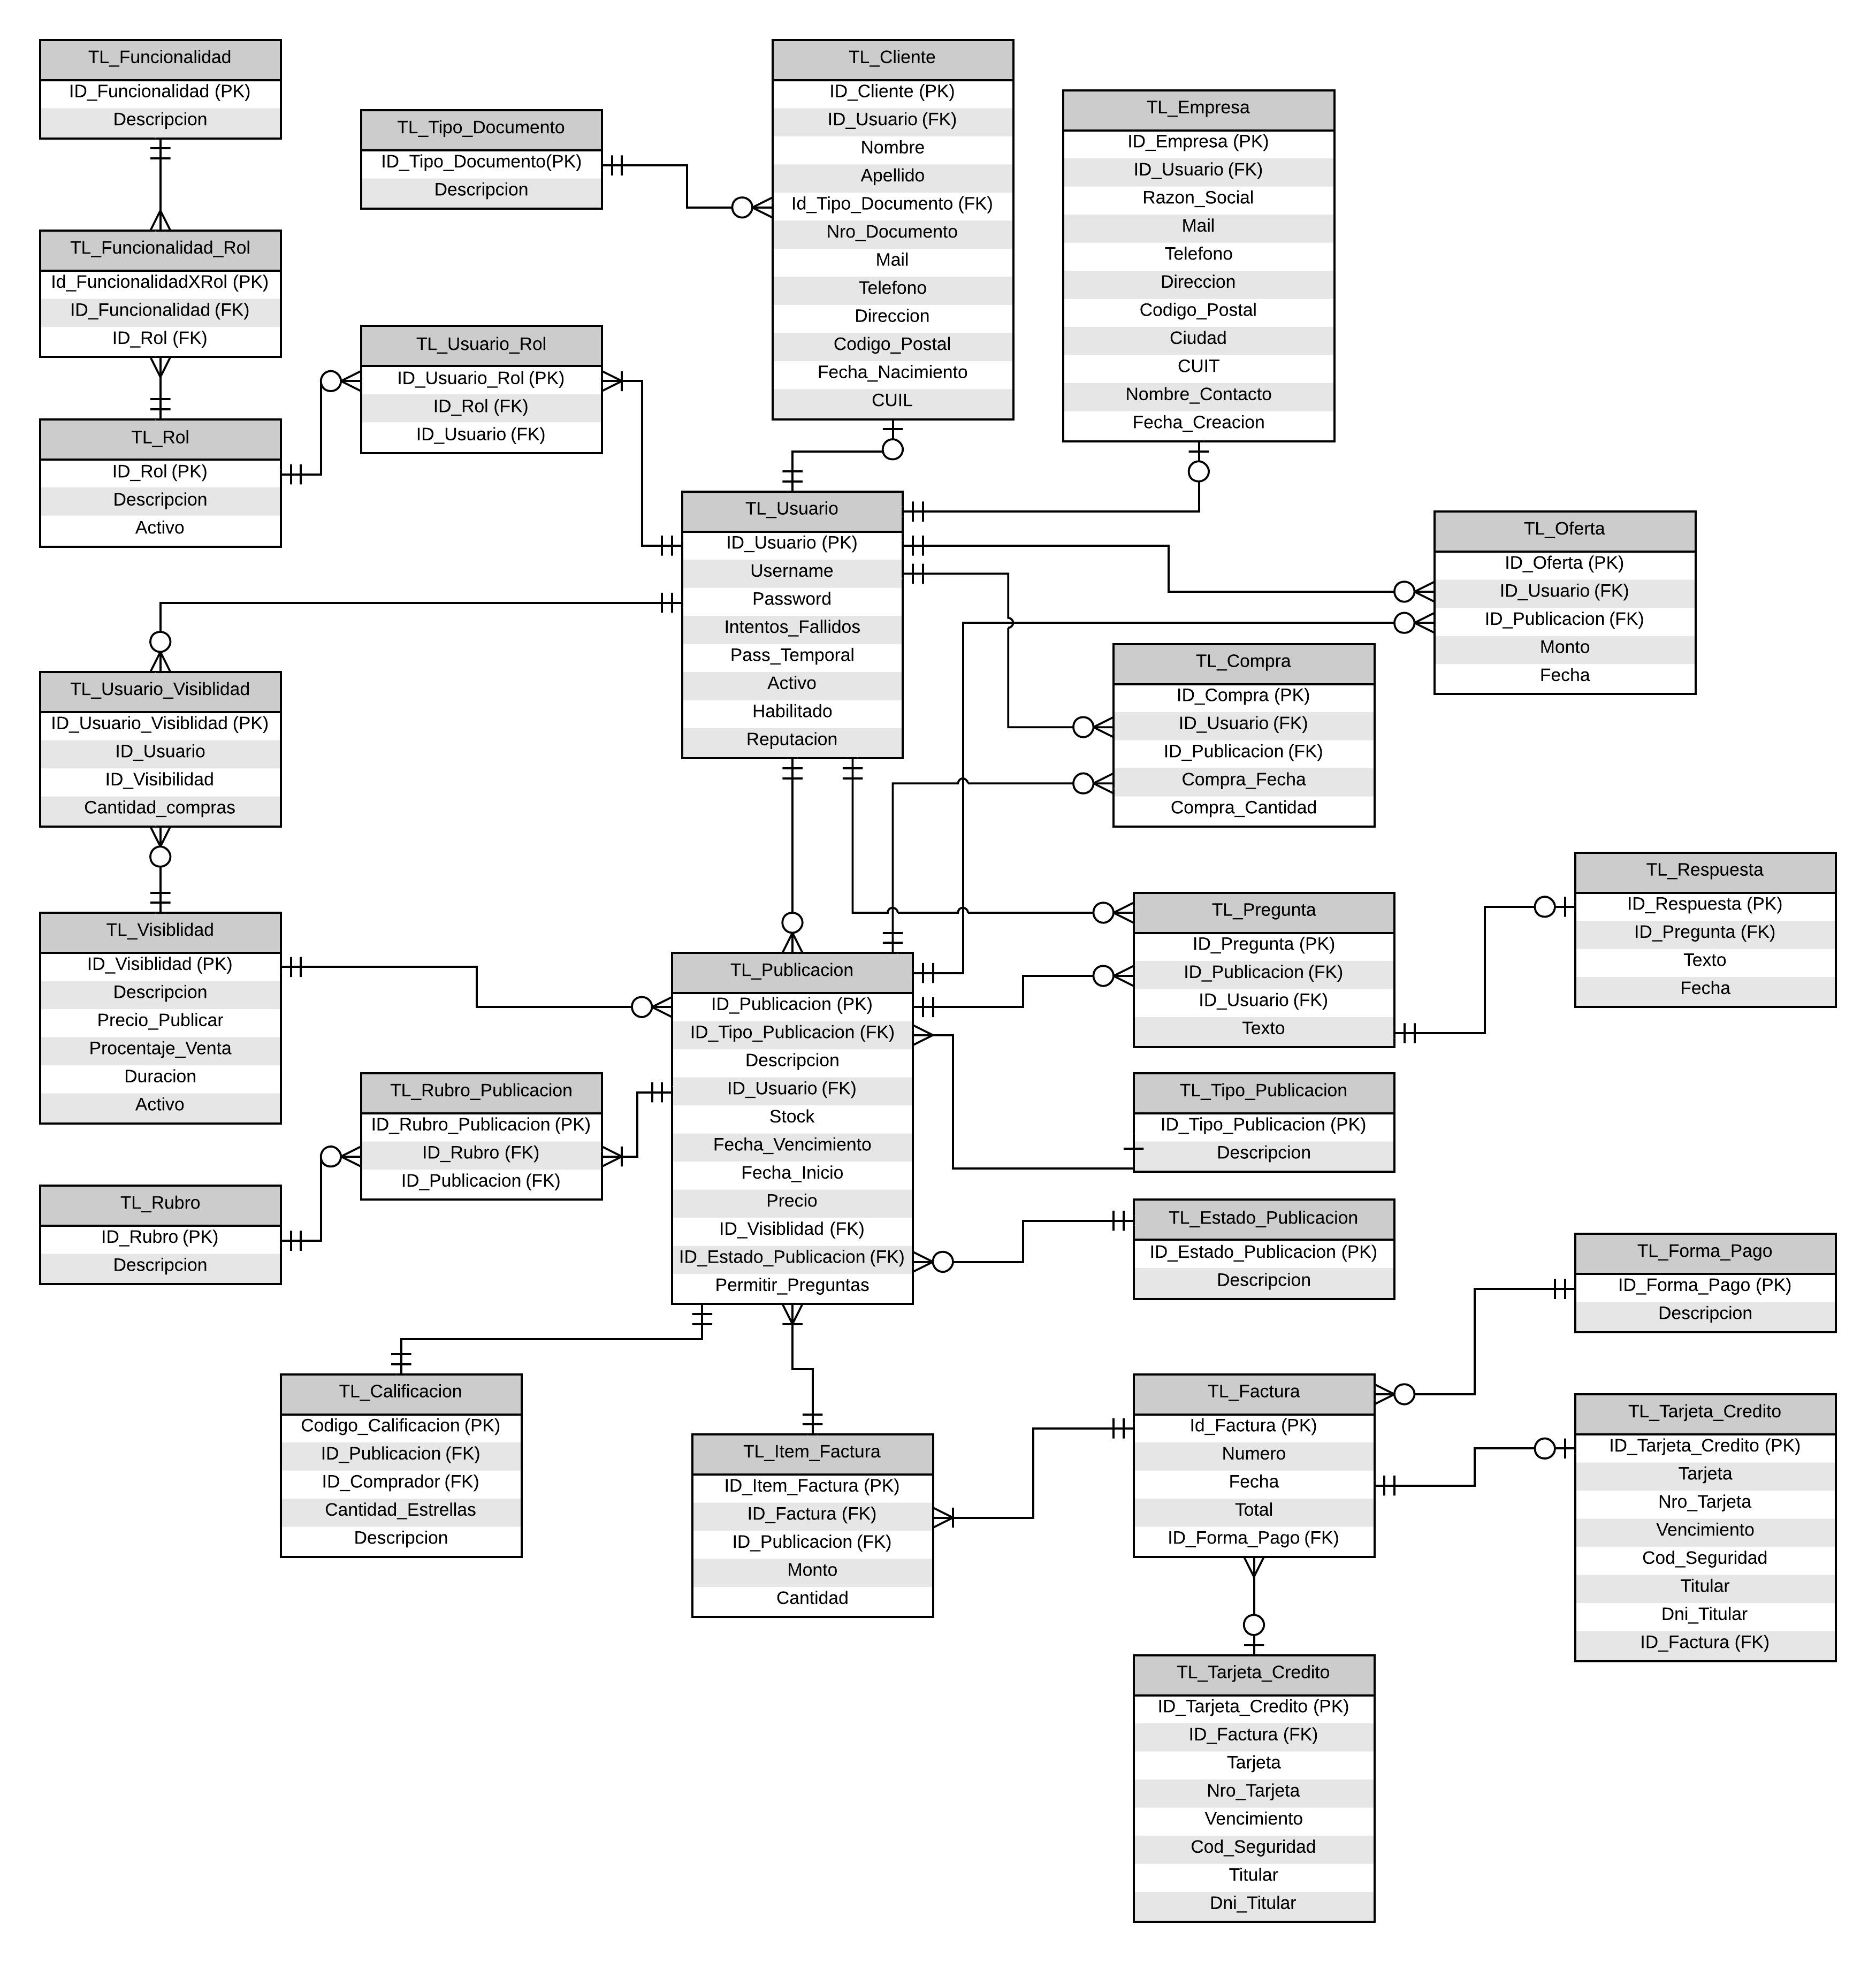 TL_Funcionalidad
ID_Funcionalidad (PK)
Descripcion
TL_Tipo_Documento
ID_Tipo_Documento(PK)
Descripcion
TL_Cliente
ID_Cliente (PK)
ID_Usuario (FK)
Nombre
Apellido
Id_Tipo_Documento (FK)
Nro_Documento
Mail
Telefono
Direccion
Codigo_Postal
Fecha_Nacimiento
CUIL
TL_Empresa
ID_Empresa (PK)
ID_Usuario (FK)
Razon_Social
Mail
Telefono
Direccion
Codigo_Postal
Ciudad
CUIT
Nombre_Contacto
Fecha_Creacion
TL_Funcionalidad_Rol
Id_FuncionalidadXRol (PK)
ID_Funcionalidad (FK)
ID_Rol (FK)
TL_Usuario_Rol
ID_Usuario_Rol (PK)
ID_Rol (FK)
ID_Usuario (FK)
TL_Rol
ID_Rol (PK)
Descripcion
Activo
TL_Usuario
ID_Usuario (PK)
Username
Password
Intentos_Fallidos
Pass_Temporal
Activo
Habilitado
Reputacion
TL_Oferta
ID_Oferta (PK)
ID_Usuario (FK)
ID_Publicacion (FK)
Monto
Fecha
TL_Compra
ID_Compra (PK)
ID_Usuario (FK)
ID_Publicacion (FK)
Compra_Fecha
Compra_Cantidad
TL_Usuario_Visiblidad
ID_Usuario_Visiblidad (PK)
ID_Usuario
ID_Visibilidad
Cantidad_compras
TL_Respuesta
ID_Respuesta (PK)
ID_Pregunta (FK)
Texto
Fecha
TL_Pregunta
ID_Pregunta (PK)
ID_Publicacion (FK)
ID_Usuario (FK)
Texto
TL_Visiblidad
ID_Visiblidad (PK)
Descripcion
Precio_Publicar
Procentaje_Venta
Duracion
Activo
TL_Publicacion
ID_Publicacion (PK)
ID_Tipo_Publicacion (FK)
Descripcion
ID_Usuario (FK)
Stock
Fecha_Vencimiento
Fecha_Inicio
Precio
ID_Visiblidad (FK)
ID_Estado_Publicacion (FK)
Permitir_Preguntas
TL_Rubro_Publicacion
ID_Rubro_Publicacion (PK)
ID_Rubro (FK)
ID_Publicacion (FK)
TL_Tipo_Publicacion
ID_Tipo_Publicacion (PK)
Descripcion
TL_Rubro
ID_Rubro (PK)
Descripcion
TL_Estado_Publicacion
ID_Estado_Publicacion (PK)
Descripcion
TL_Forma_Pago
ID_Forma_Pago (PK)
Descripcion
TL_Calificacion
Codigo_Calificacion (PK)
ID_Publicacion (FK)
ID_Comprador (FK)
Cantidad_Estrellas
Descripcion
TL_Item_Factura
ID_Item_Factura (PK)
ID_Factura (FK)
ID_Publicacion (FK)
Monto
Cantidad
TL_Factura
Id_Factura (PK)
Numero
Fecha
Total
ID_Forma_Pago (FK)
TL_Tarjeta_Credito
ID_Tarjeta_Credito (PK)
Tarjeta
Nro_Tarjeta
Vencimiento
Cod_Seguridad
Titular
Dni_Titular
ID_Factura (FK)
TL_Tarjeta_Credito
ID_Tarjeta_Credito (PK)
ID_Factura (FK)
Tarjeta
Nro_Tarjeta
Vencimiento
Cod_Seguridad
Titular
Dni_Titular